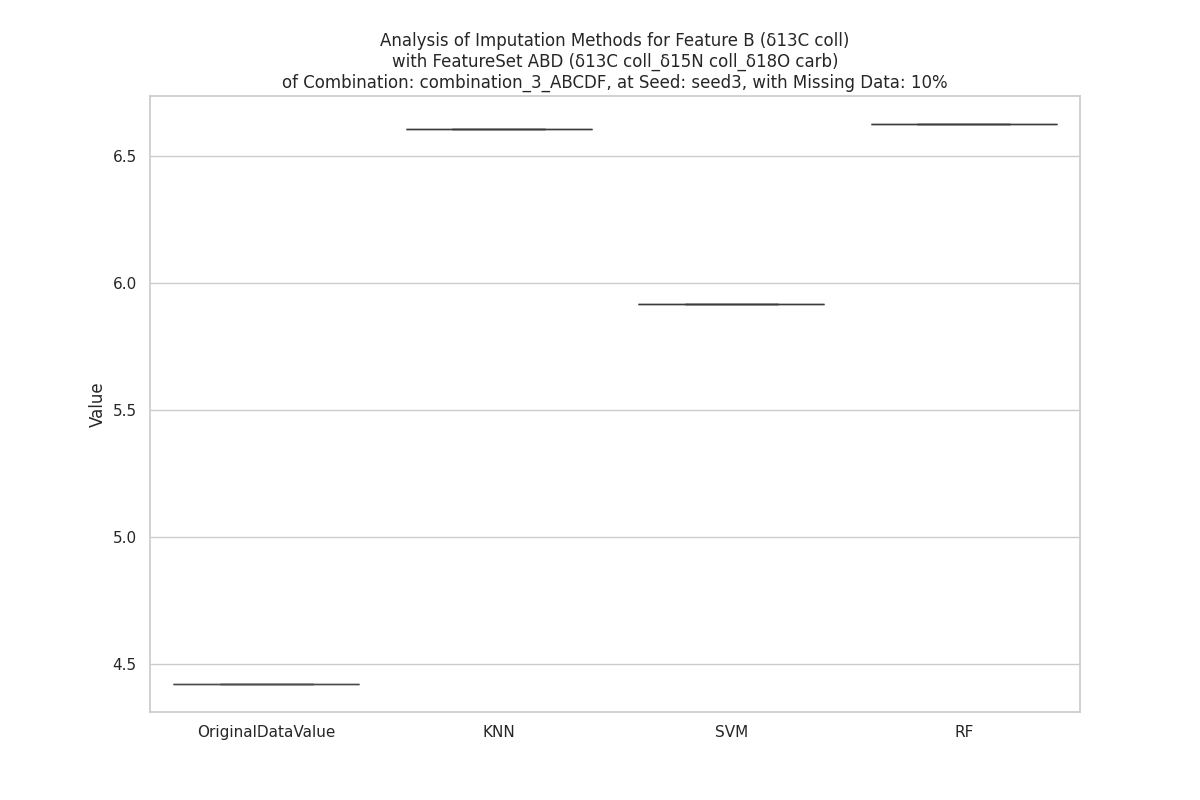 Analysis of Imputation Methods for Feature B (δ13C coll)
with FeatureSet ABD (δ13C coll_δ15N coll_δ18O carb)
of Combination: combination_3_ABCDF, at Seed: seed3, with Missing Data: 10%
6.5
6.0
5.5
5.0
4.5
Value
OriginalDataValue
KNN
SVM
RF